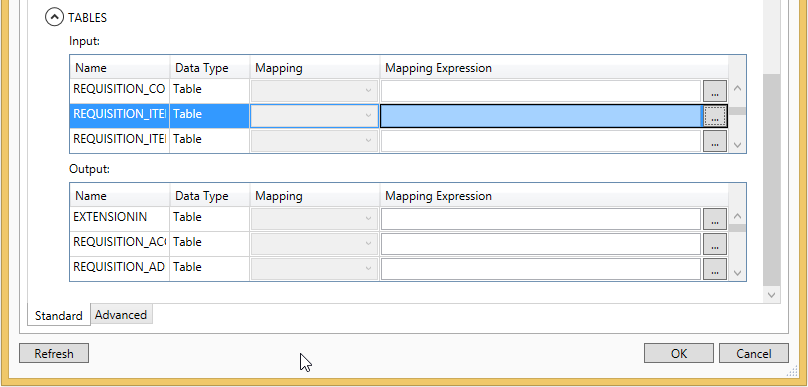 TABLES
Input:
Name Data Type Mapping Mapping Expression
REQUISITION_CO Table ...
REQUISITION_ITE Table ...
REQUISITION_ITE Table ...
Output:
Name Data Type Mapping Mapping Expression
EXTENSIONIN Table ...
REQUISITION_ACC Table ...
REQUISITION_AD Table ...
Standard Advanced
Refresh OK Cancel